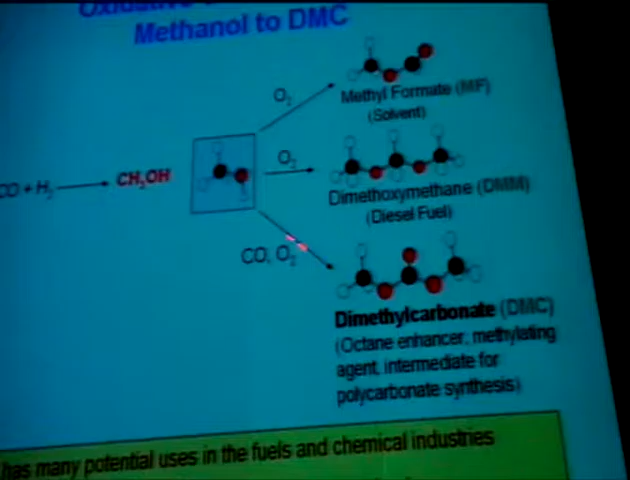 Methanol to DMC
O2
Methyl Formate (MF)
(Solvent)
CO + H2
CH3OH
O2
Dimethoxymethane (DMM)
(Diesel Fuel)
CO, O2
Dimethylcarbonate (DMC)
(Octane enhancer, methylating
agent, intermediate for
polycarbonate synthesis)
has many potential uses in the fuels and chemical industries